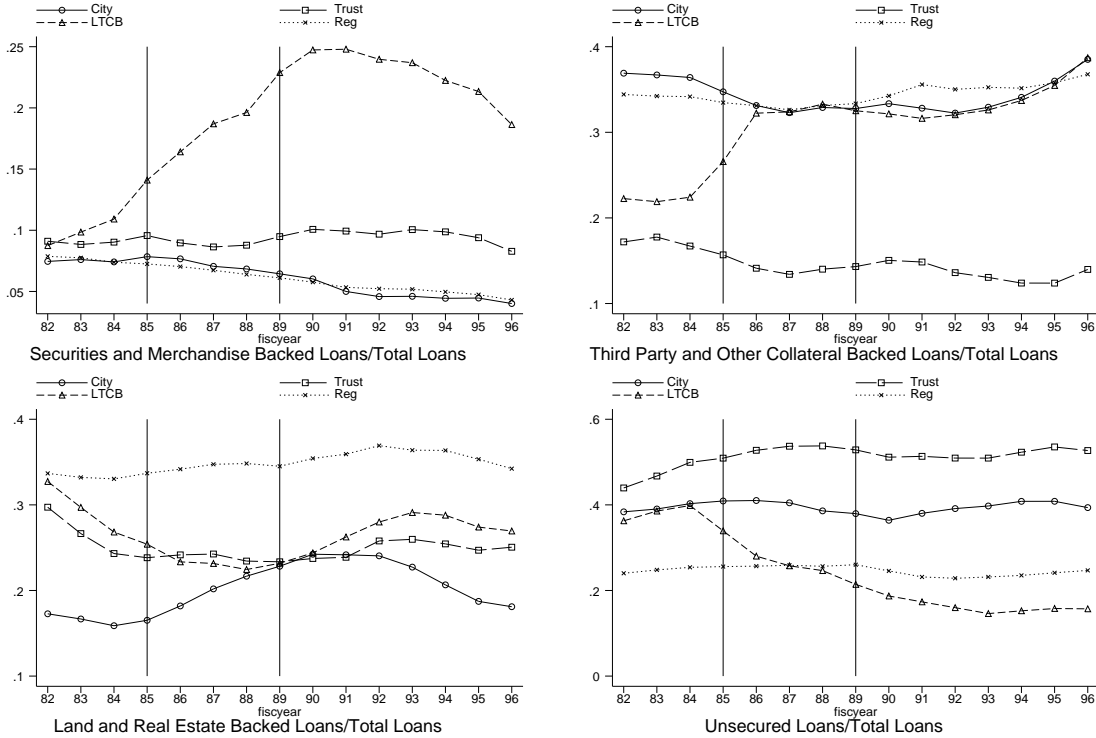 City Trust
LTCB Reg
.25
.2
.15
.1
.05
82 83 84 85 86 87 88 89 90 91 92 93 94 95 96
fiscyear
Securities and Merchandise Backed Loans/Total Loans
City Trust
LTCB Reg
.4
.3
.2
.1
82 83 84 85 86 87 88 89 90 91 92 93 94 95 96
fiscyear
Third Party and Other Collateral Backed Loans/Total Loans
City Trust
LTCB Reg
.4
.3
.2
.1
82 83 84 85 86 87 88 89 90 91 92 93 94 95 96
fiscyear
Land and Real Estate Backed Loans/Total Loans
City Trust
LTCB Reg
.6
.4
.2
0
82 83 84 85 86 87 88 89 90 91 92 93 94 95 96
fiscyear
Unsecured Loans/Total Loans